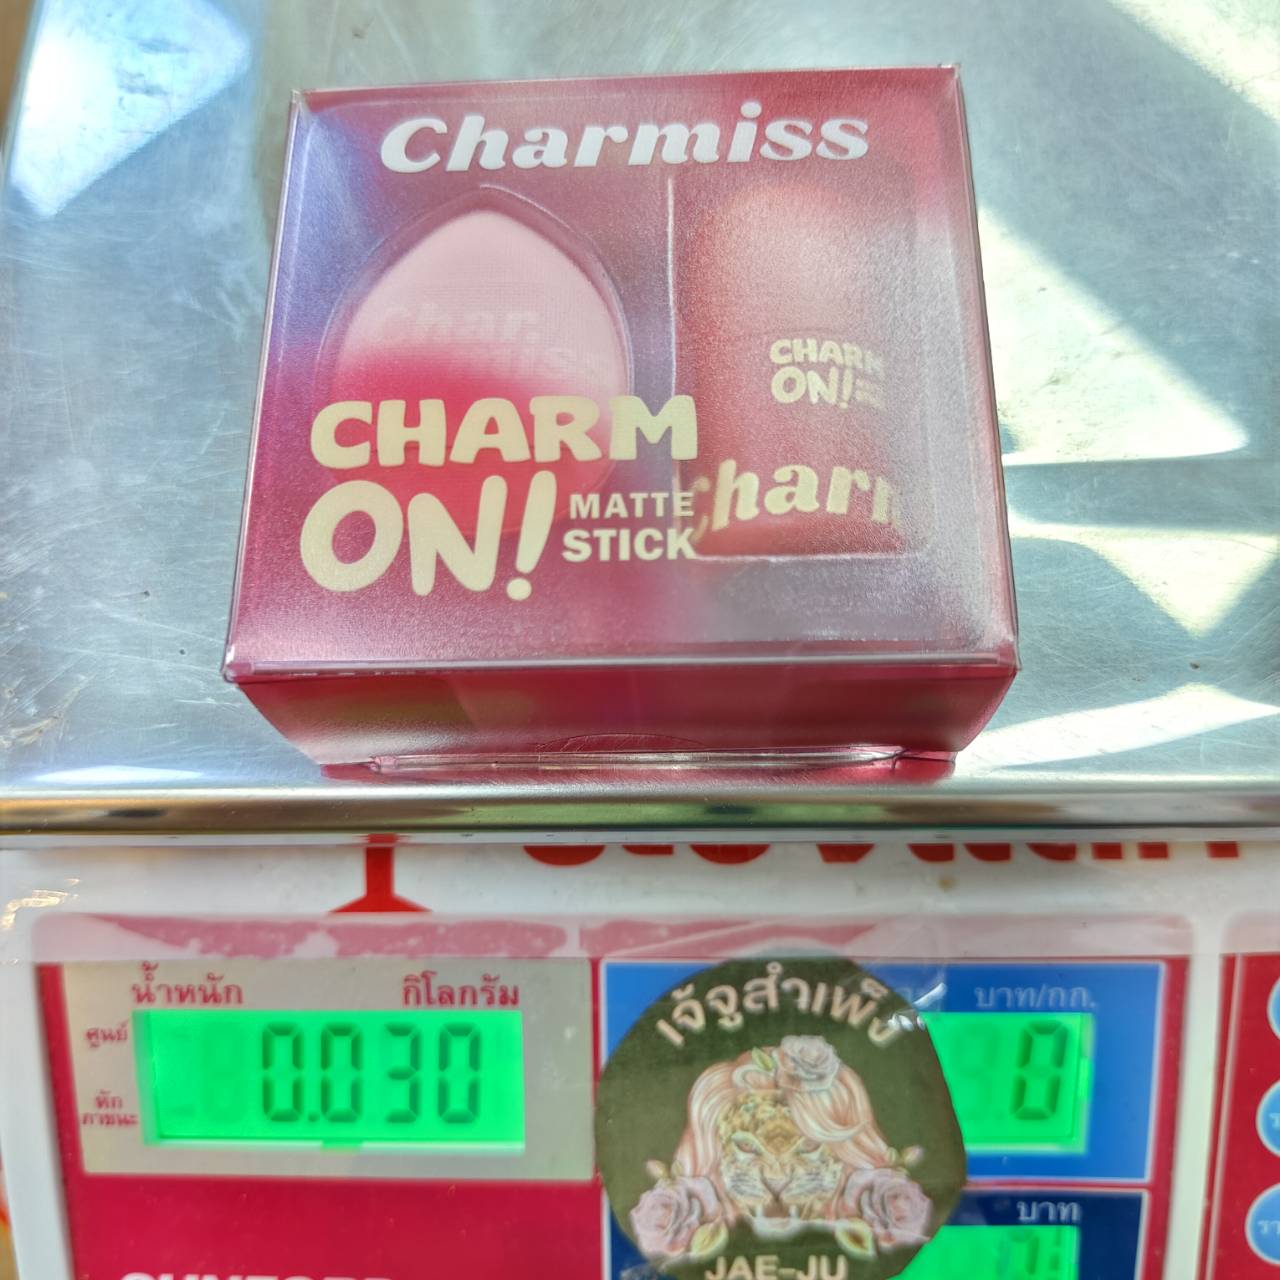 Charmiss
Char.
CHARM
ON!
MATTE
STICK
CHARM
ON!
charm
น้ำหนัก
กิโลกรัม
ศูนย์
หัก
ภาชนะ
0.030
เจ๊จูสำเพ็ง
JAE-JU
บาท/กก.
0
บาท